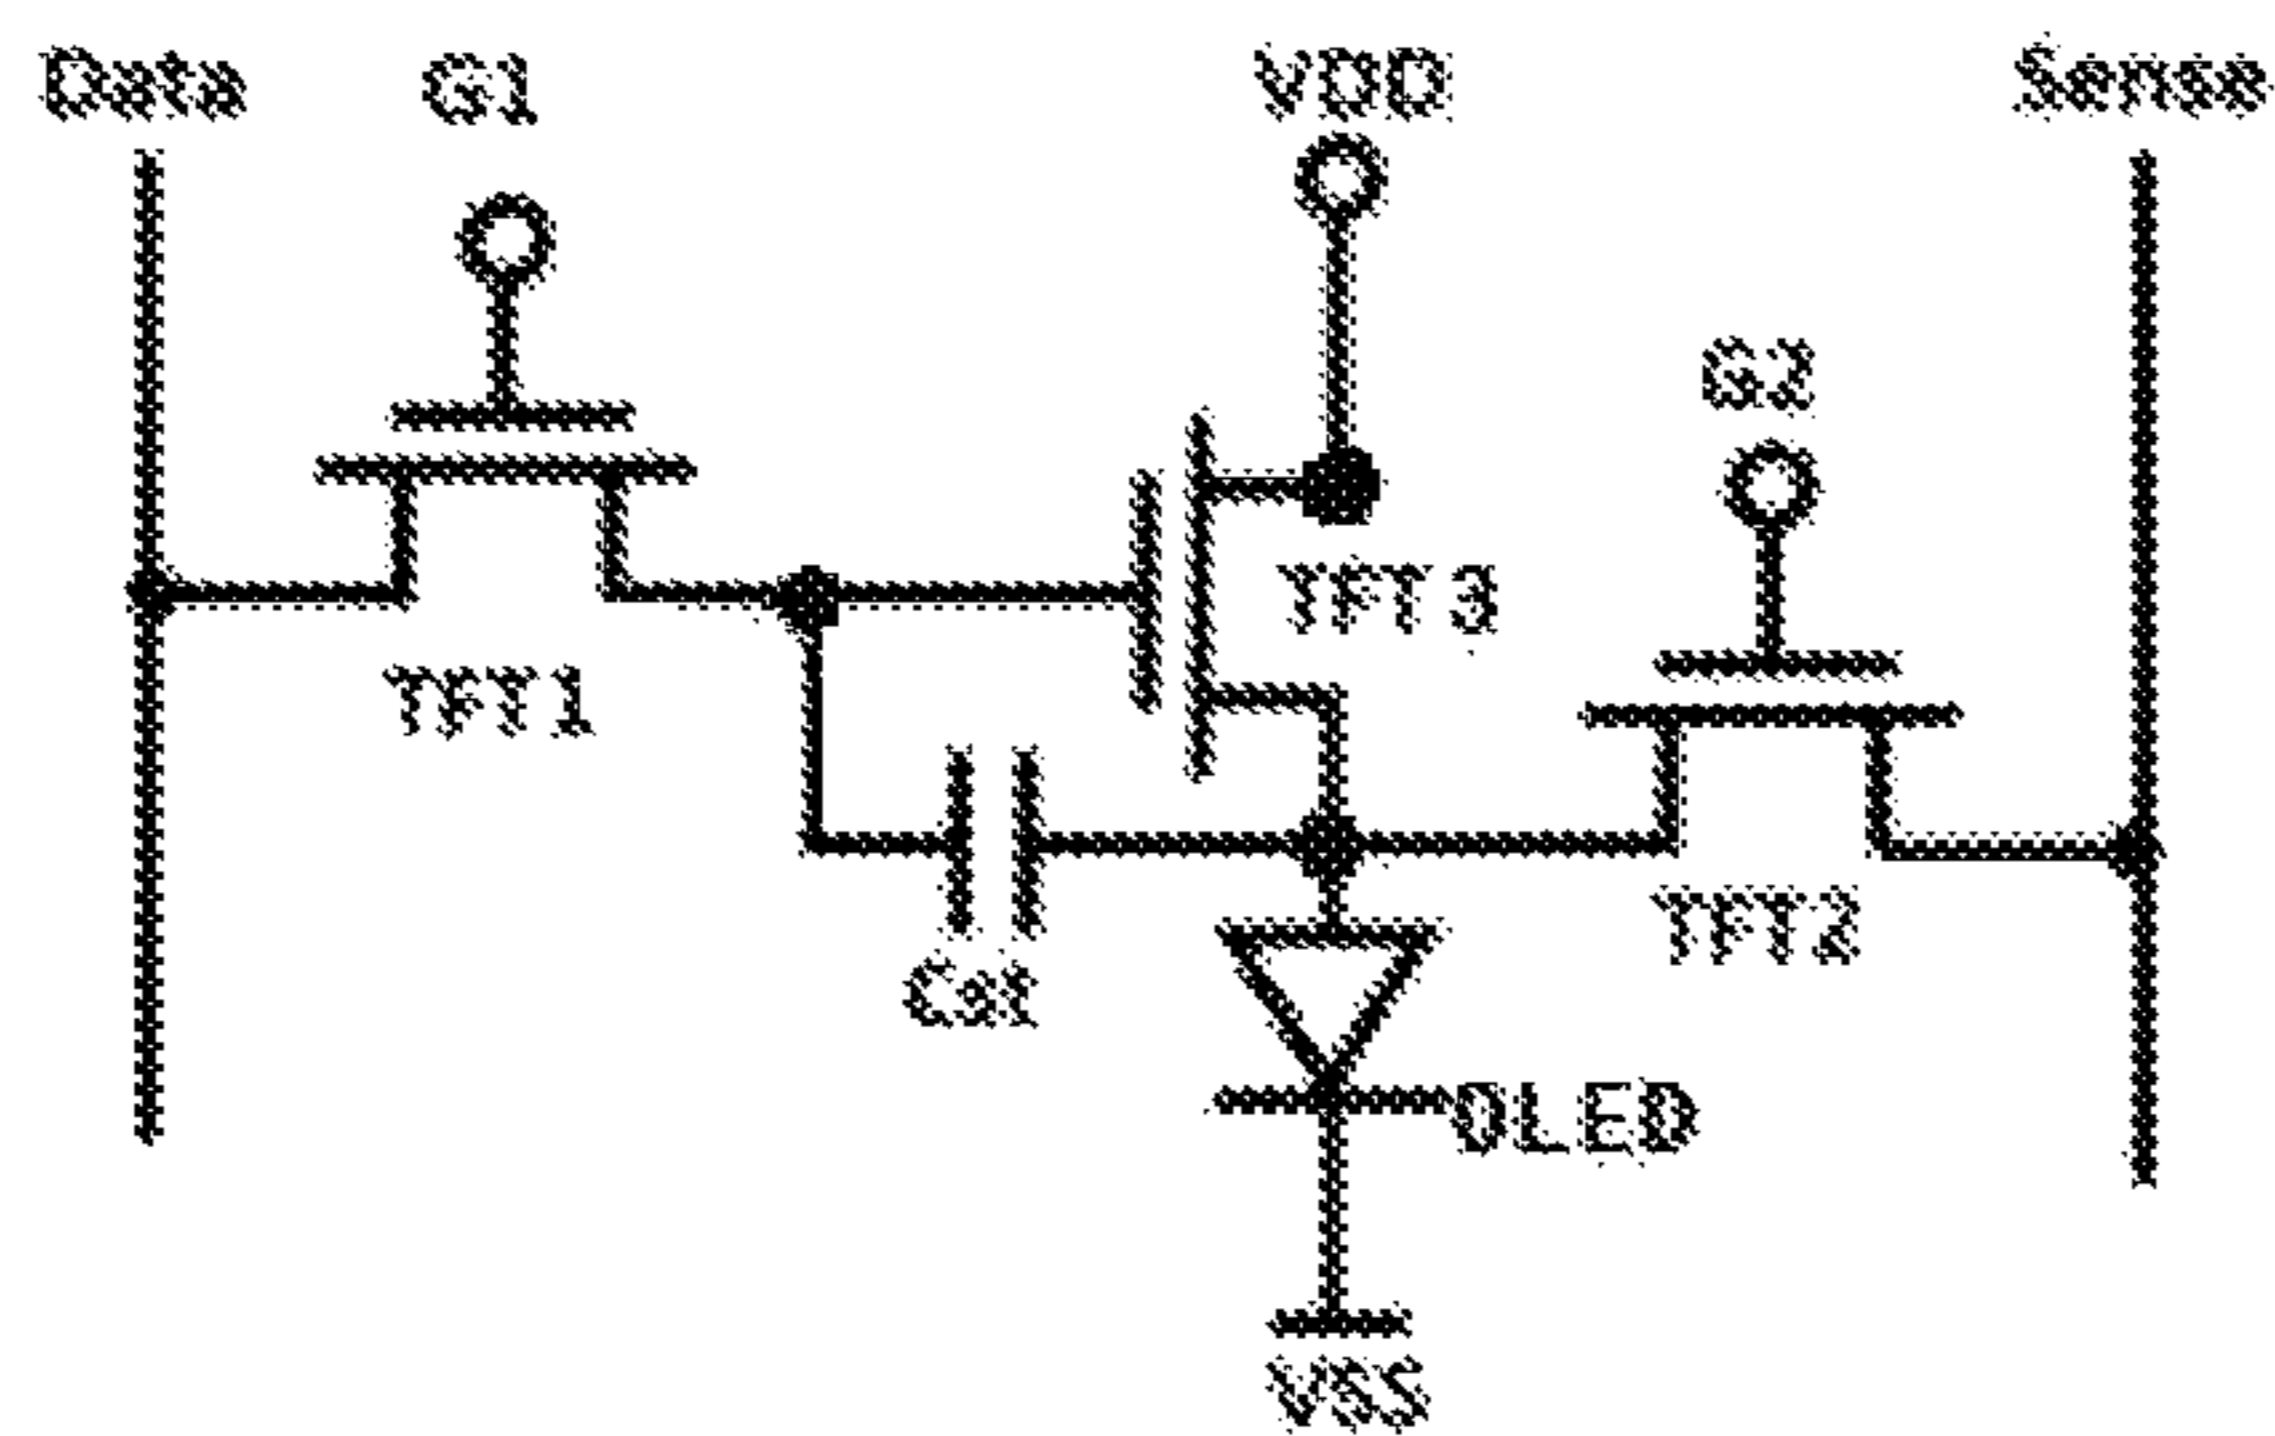 Data G1 VDD Sense
G2
TFT3
TFT1
TFT2
Cst
OLED
VSS